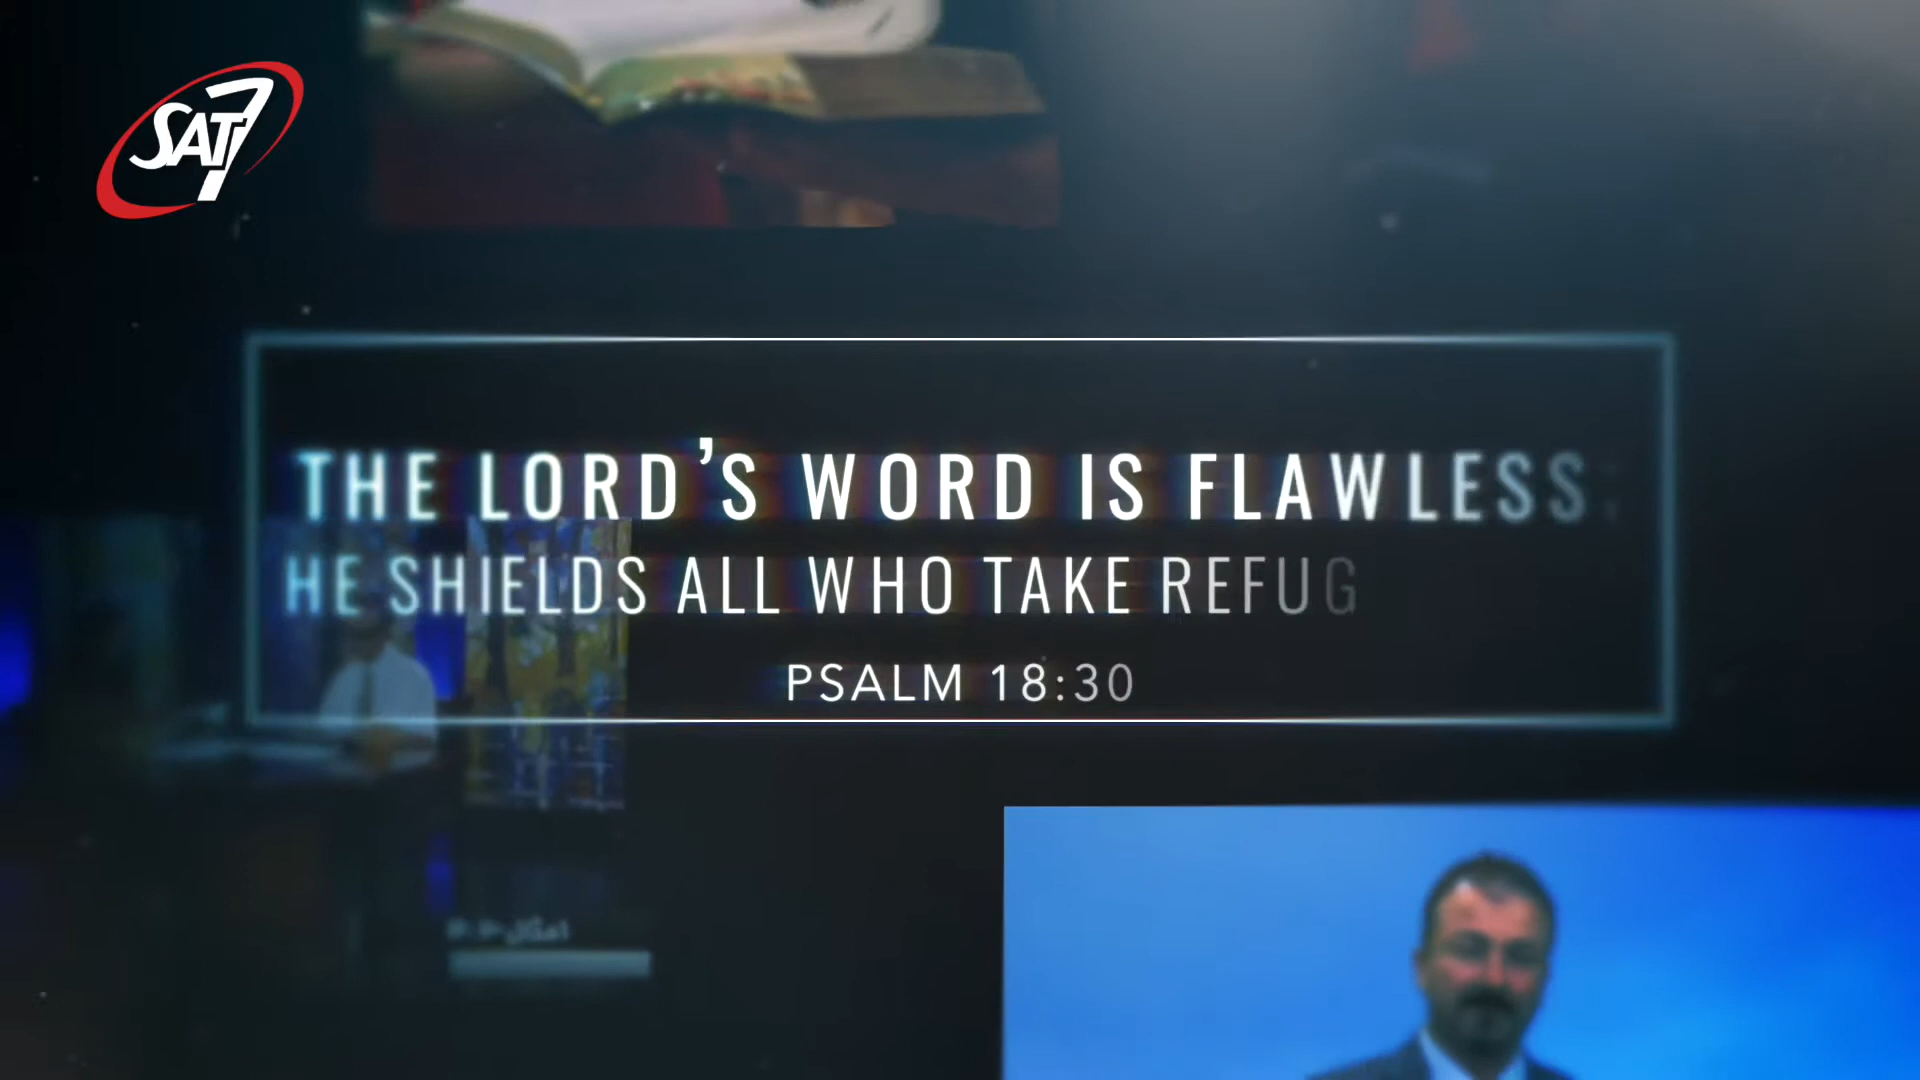 SAT7
THE LORD’S WORD IS FLAWLESS:
HE SHIELDS ALL WHO TAKE REFUG
PSALM 18:30